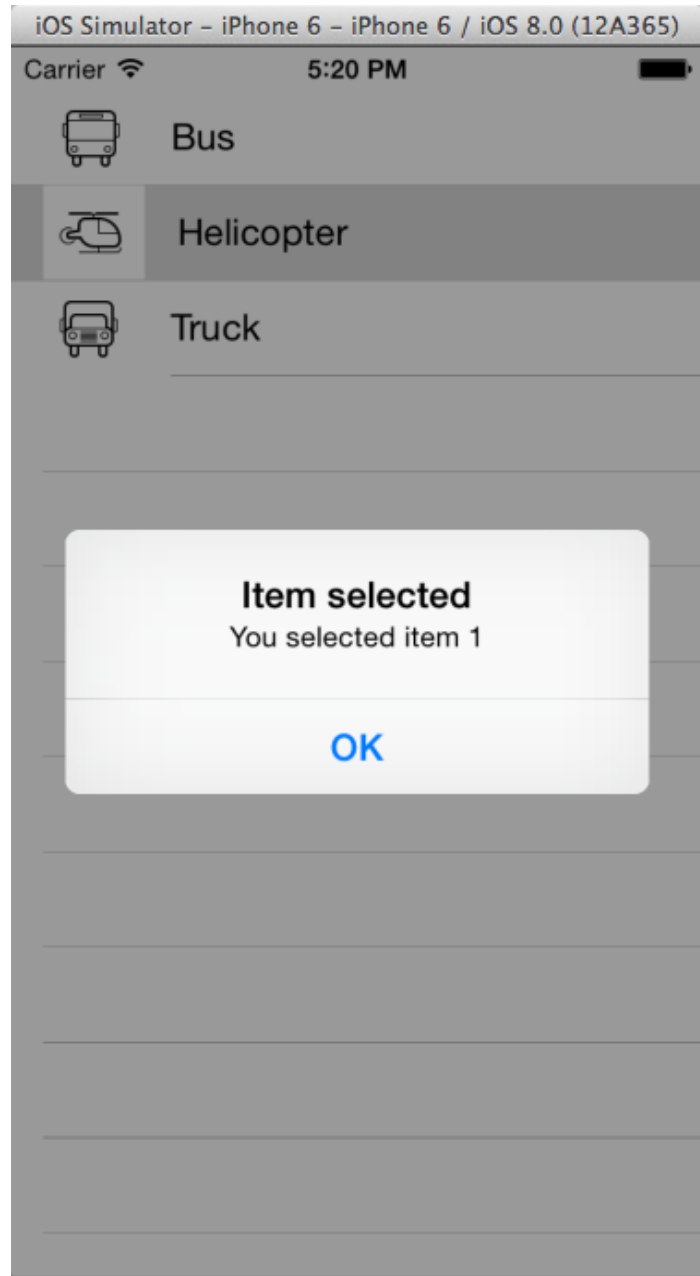 iOS Simulator – iPhone 6 – iPhone 6 / iOS 8.0 (12A365)
Carrier 5:20 PM
Bus
Helicopter
Truck
Item selected
You selected item 1
OK